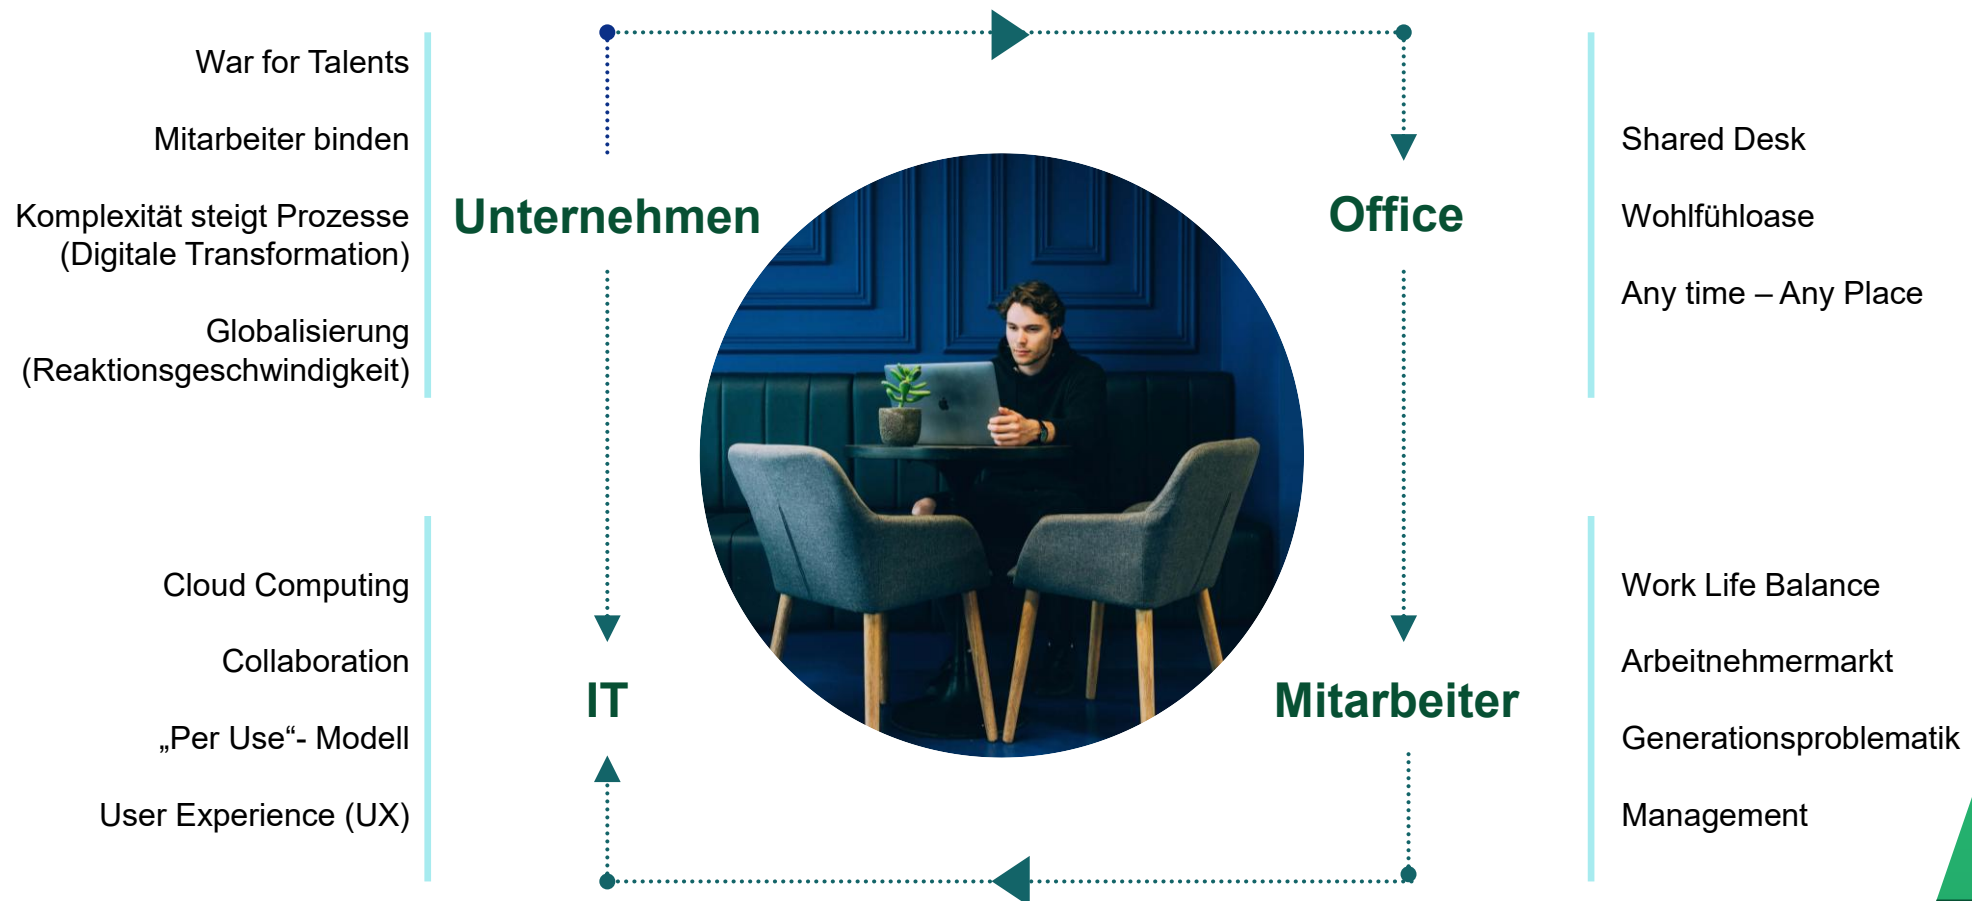 War for Talents
Mitarbeiter binden
Komplexität steigt Prozesse
(Digitale Transformation)
Globalisierung
(Reaktionsgeschwindigkeit)
Unternehmen
Office
Shared Desk
Wohlfühloase
Any time – Any Place
Cloud Computing
Collaboration
„Per Use“- Modell
User Experience (UX)
IT
Mitarbeiter
Work Life Balance
Arbeitnehmermarkt
Generationsproblematik
Management